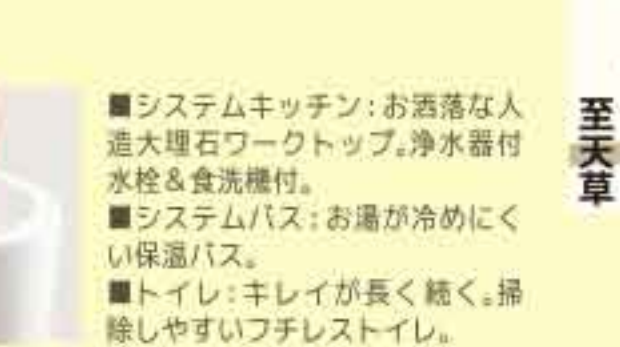 ■システムキッチン:お洒落な人
造大理石ワークトップ。浄水器付
水栓&食洗機付。
■システムバス:お湯が冷めにく
い保温バス。
■トイレ:キレイが長く続く。掃
除しやすいフチレストイレ。
至天草